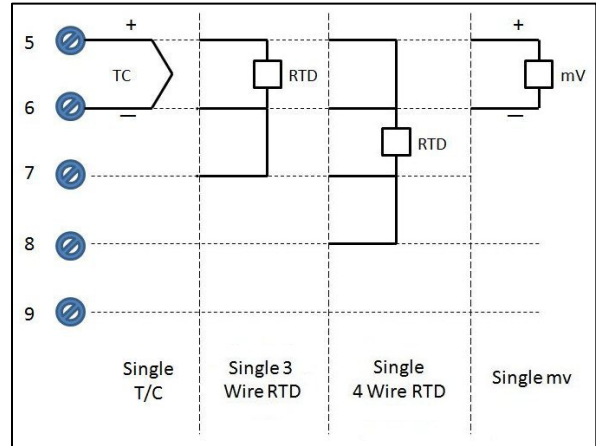 5
+
+
TC
RTD
mV
6
—
—
RTD
7
8
9
Single
T/C
Single 3
Wire RTD
Single
4 Wire RTD
Single mv